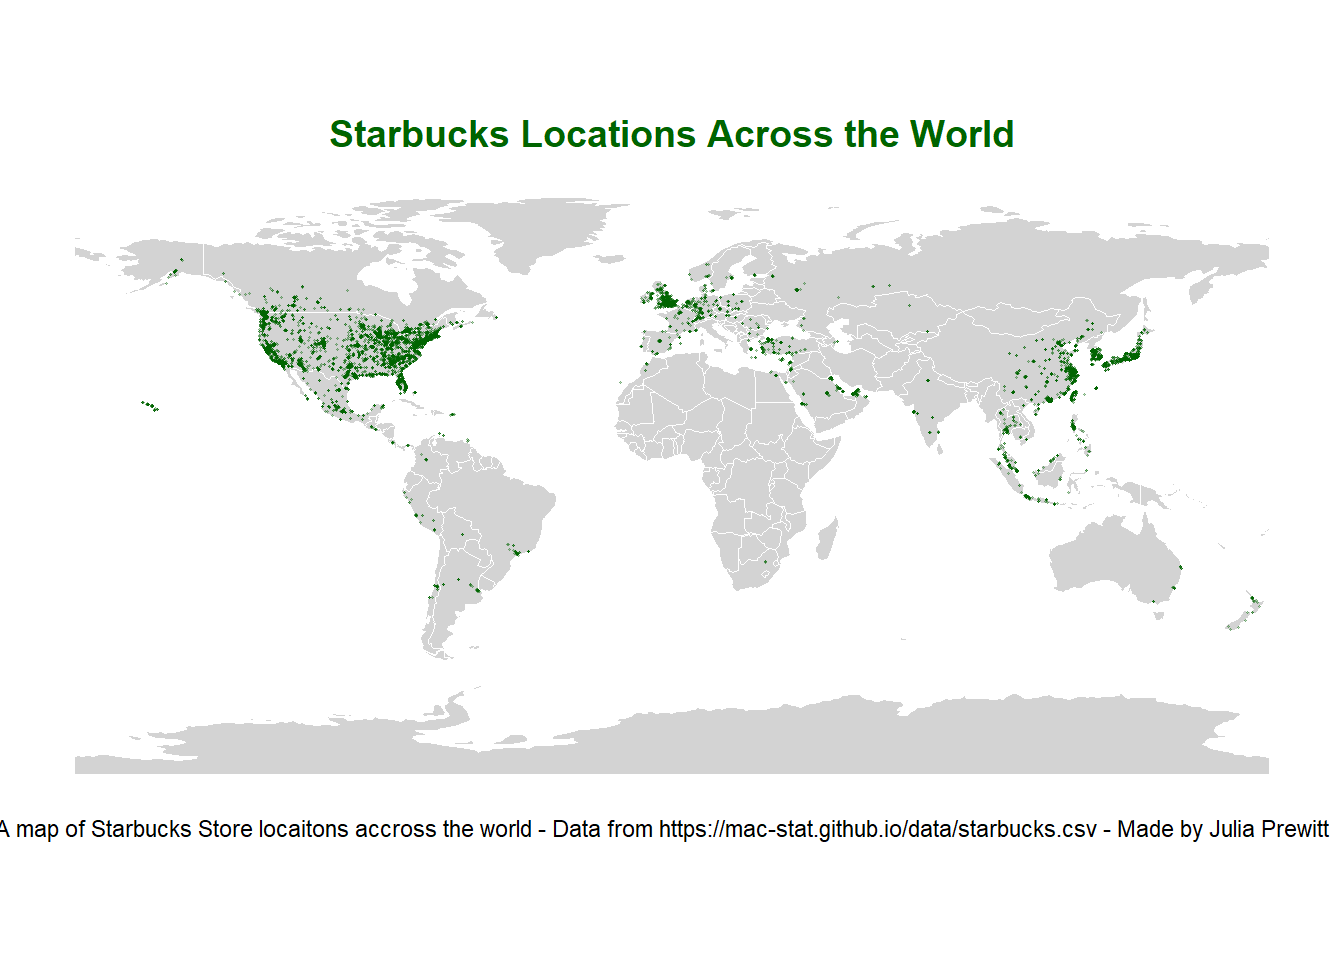 Starbucks Locations Across the World
A map of Starbucks Store locaitons accross the world - Data from https://mac-stat.github.io/data/starbucks.csv - Made by Julia Prewitt